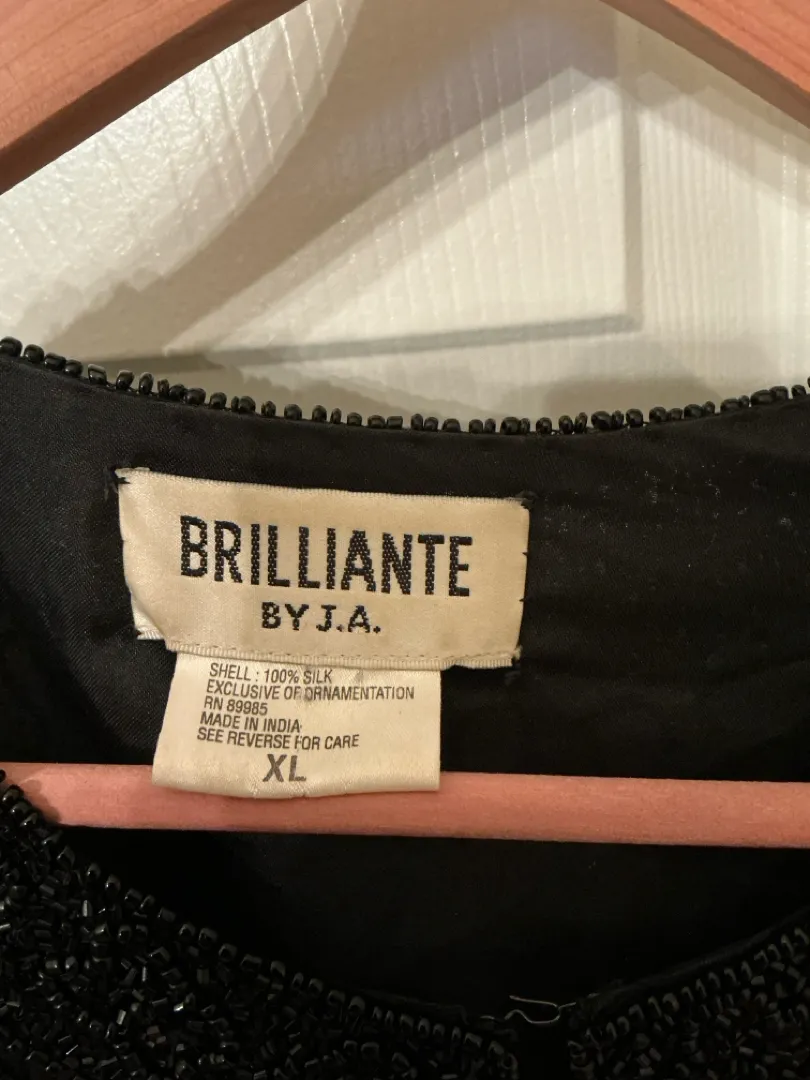 BRILLIANTE
BY J.A.
SHELL : 100% SILK
EXCLUSIVE OF ORNAMENTATION
RN 89985
MADE IN INDIA
SEE REVERSE FOR CARE
XL